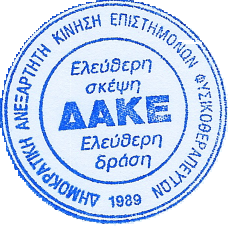 ΔΗΜΟΚΡΑΤΙΚΗ ΑΝΕΞΑΡΤΗΤΗ ΚΙΝΗΣΗ ΕΠΙΣΤΗΜΟΝΩΝ ΦΥΣΙΚΟΘΕΡΑΠΕΥΤΩΝ
Ελεύθερη
σκέψη
ΔΑΚΕ
Ελεύθερη
δράση
1989